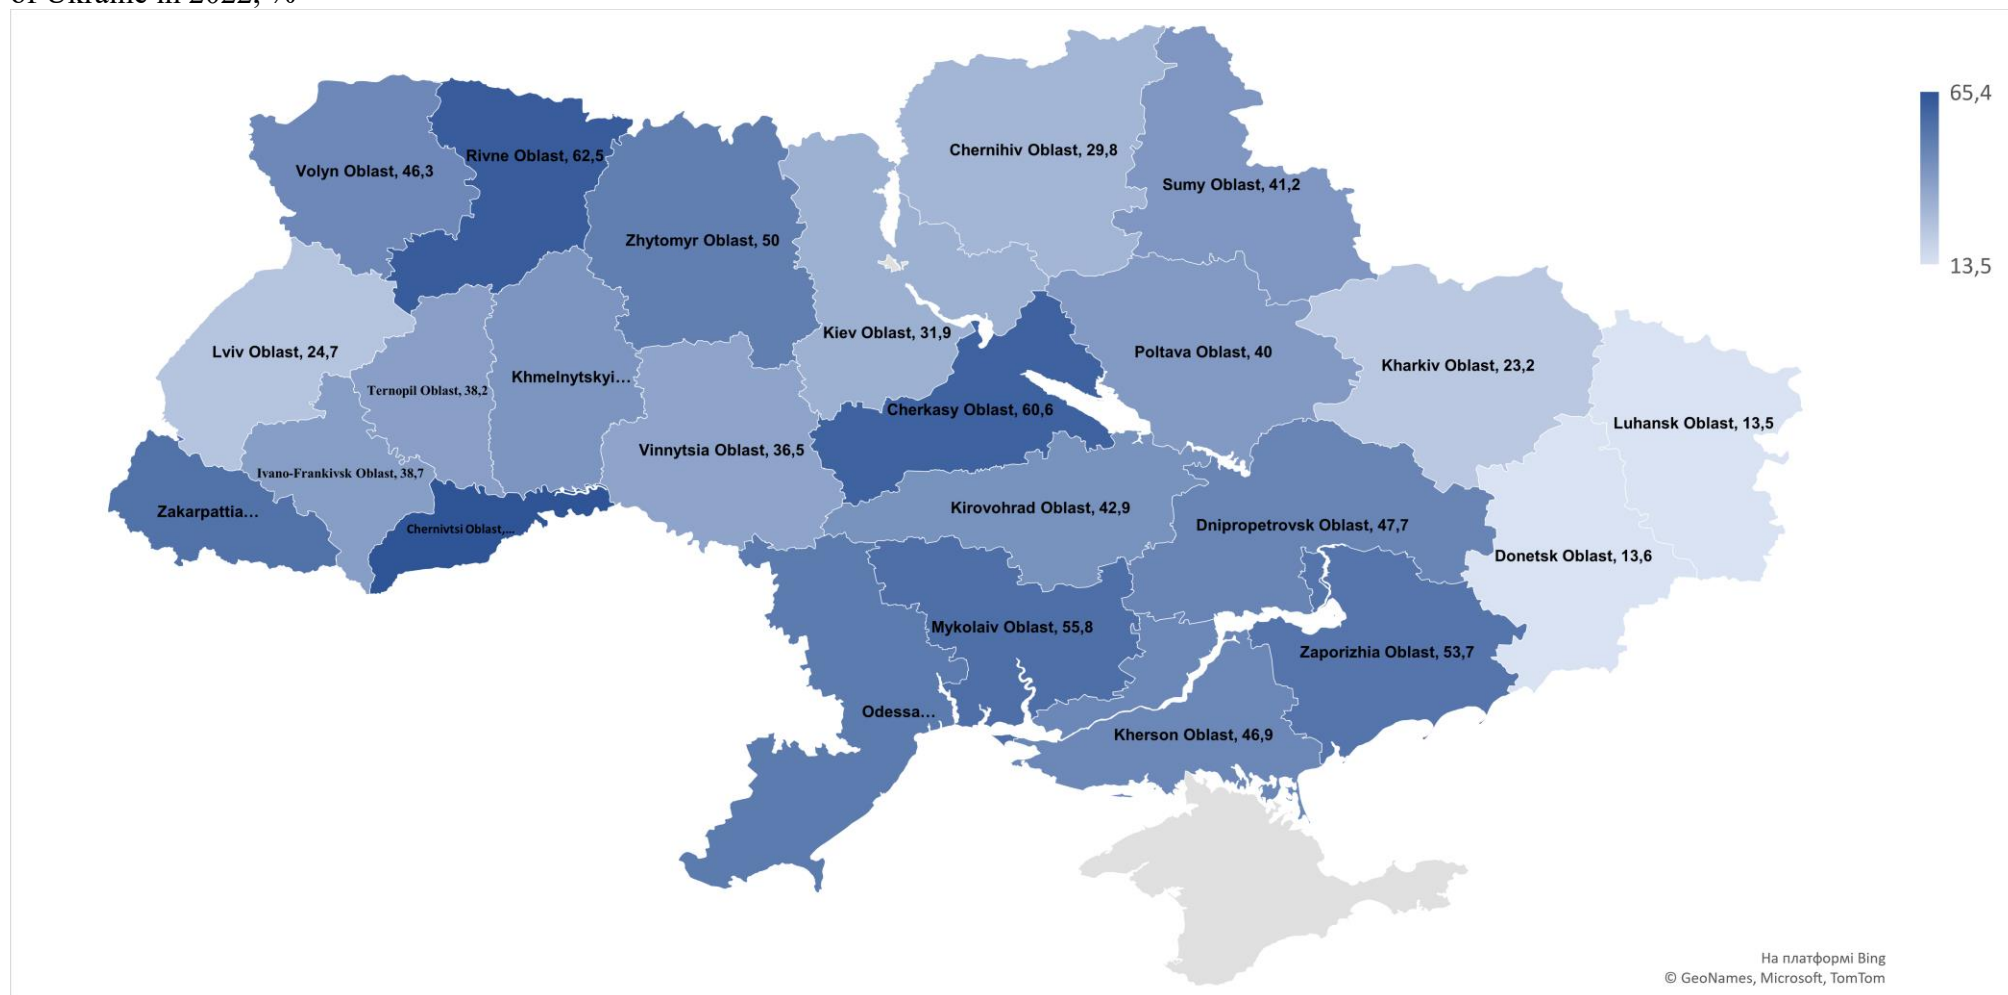 of Ukraine in 2022, %
65,4
13,5
Chernihiv Oblast, 29,8
Rivne Oblast, 62,5
Volyn Oblast, 46,3
Sumy Oblast, 41,2
Zhytomyr Oblast, 50
Kiev Oblast, 31,9
Lviv Oblast, 24,7
Poltava Oblast, 40
Kharkiv Oblast, 23,2
Khmelnytskyi...
Ternopil Oblast, 38,2
Cherkasy Oblast, 60,6
Luhansk Oblast, 13,5
Vinnytsia Oblast, 36,5
Ivano-Frankivsk Oblast, 38,7
Kirovohrad Oblast, 42,9
Zakarpattia...
Dnipropetrovsk Oblast, 47,7
Chernivtsi Oblast,...
Donetsk Oblast, 13,6
Mykolaiv Oblast, 55,8
Zaporizhia Oblast, 53,7
Odessa...
Kherson Oblast, 46,9
На платформі Bing
© GeoNames, Microsoft, TomTom